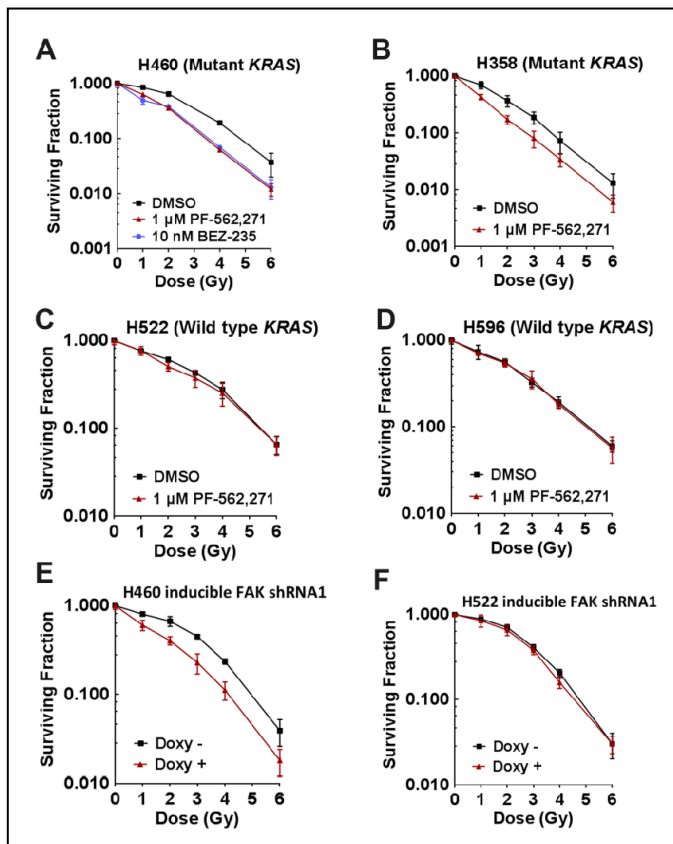 A
H460 (Mutant KRAS)
1.000
0.100
0.010
0.001
Surviving Fraction
DMSO
1 µM PF-562,271
10 nM BEZ-235
0 1 2 3 4 5 6
Dose (Gy)
B
H358 (Mutant KRAS)
1.000
0.100
0.010
0.001
Surviving Fraction
DMSO
1 µM PF-562,271
0 1 2 3 4 5 6
Dose (Gy)
C
H522 (Wild type KRAS)
1.000
0.100
0.010
Surviving Fraction
DMSO
1 µM PF-562,271
0 1 2 3 4 5 6
Dose (Gy)
D
H596 (Wild type KRAS)
1.000
0.100
0.010
Surviving Fraction
DMSO
1 µM PF-562,271
0 1 2 3 4 5 6
Dose (Gy)
E
H460 inducible FAK shRNA1
1.000
0.100
0.010
Surviving Fraction
Doxy -
Doxy +
0 1 2 3 4 5 6
Dose (Gy)
F
H522 inducible FAK shRNA1
1.000
0.100
0.010
Surviving Fraction
Doxy -
Doxy +
0 1 2 3 4 5 6
Dose (Gy)